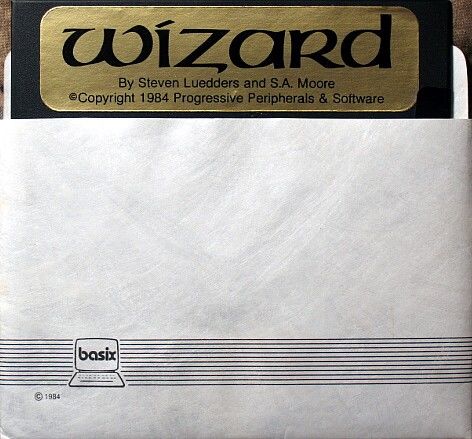 wizard
By Steven Luedders and S.A. Moore
©Copyright 1984 Progressive Peripherals & Software
basix
© 1984